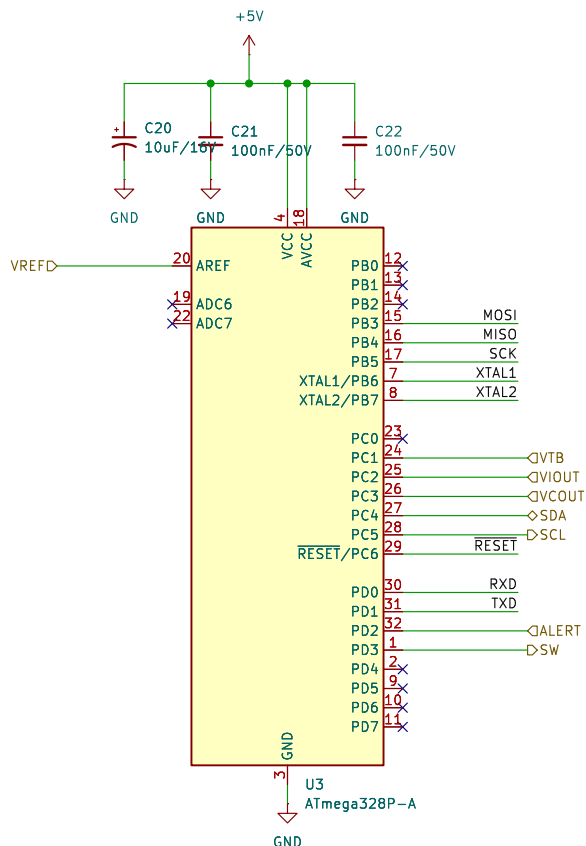 +5V
C20
10uF/16V
C21
100nF/50V
C22
100nF/50V
GND
GND
GND
4
18
VCC
AVCC
VREF
20
AREF
19
ADC6
22
ADC7
PB0
12
PB1
13
PB2
14
PB3
15
MOSI
PB4
16
MISO
PB5
17
SCK
XTAL1/PB6
7
XTAL1
XTAL2/PB7
8
XTAL2
PC0
23
PC1
24
VTB
PC2
25
VIOUT
PC3
26
VCOUT
PC4
27
SDA
PC5
28
SCL
RESET/PC6
29
RESET
PD0
30
RXD
PD1
31
TXD
PD2
32
ALERT
PD3
1
SW
PD4
2
PD5
9
PD6
10
PD7
11
GND
3
U3
ATmega328P-A
GND